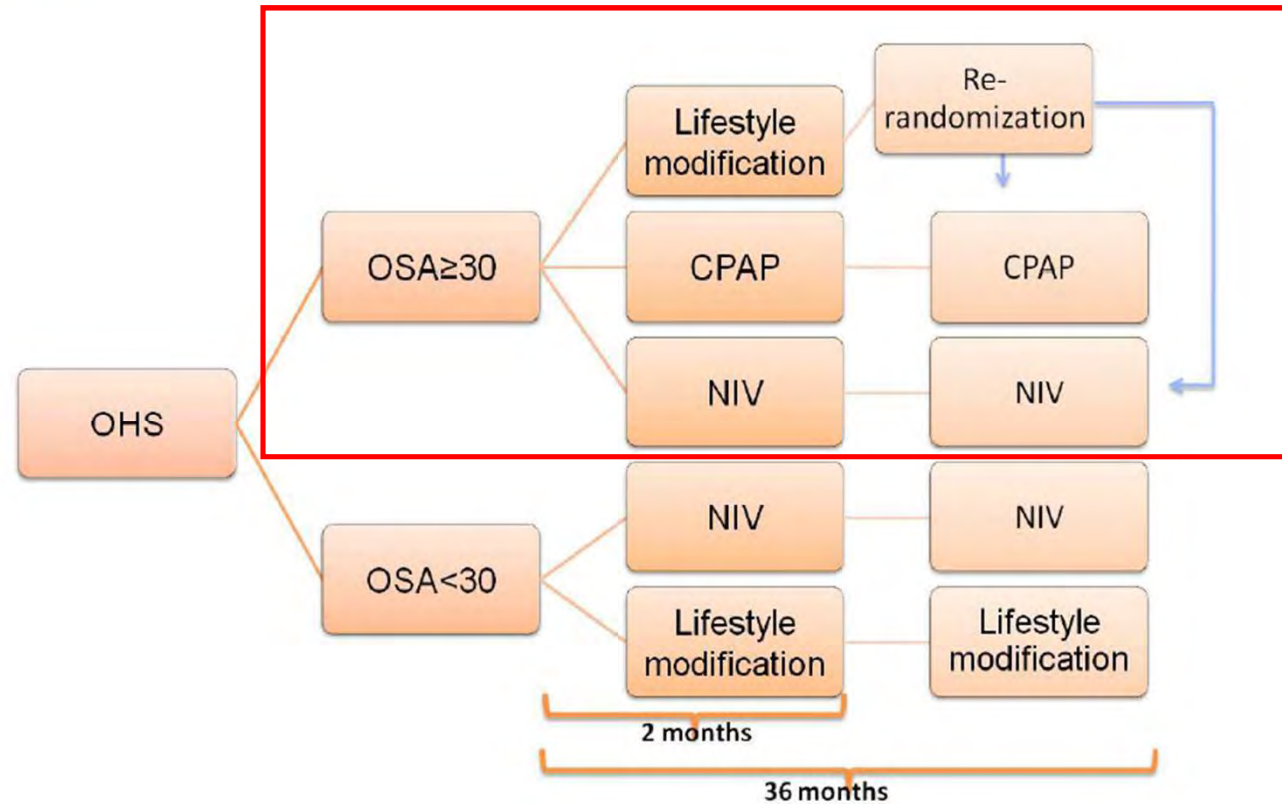 Re-
randomization
Lifestyle
modification
OSA≥30
CPAP
CPAP
NIV
NIV
OHS
NIV
NIV
OSA<30
Lifestyle
modification
Lifestyle
modification
2 months
36 months